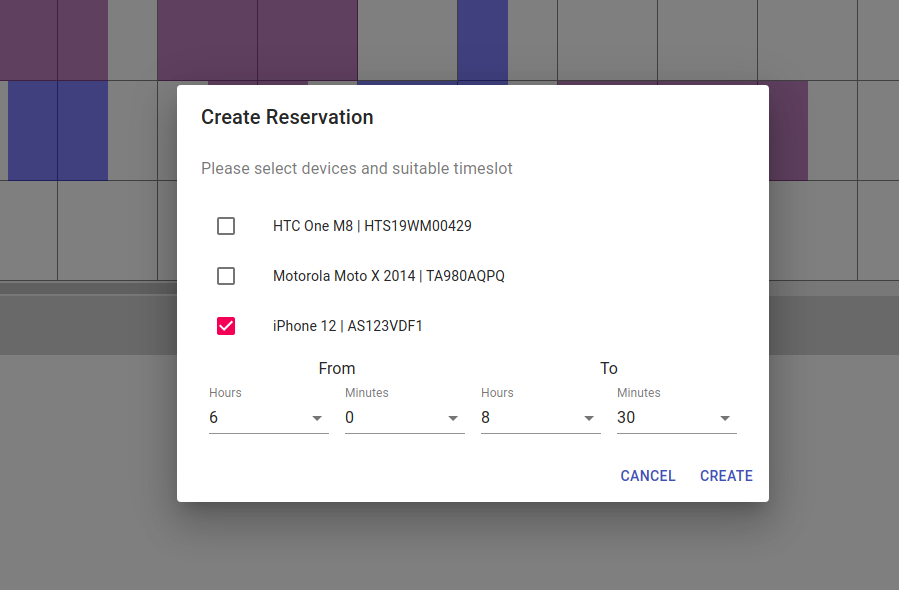 Create Reservation
Please select devices and suitable timeslot
HTC One M8 | HTS19WM00429
Motorola Moto X 2014 | TA980AQPQ
iPhone 12 | AS123VDF1
From To
Hours Minutes Hours Minutes
6 0 8 30
CANCEL CREATE